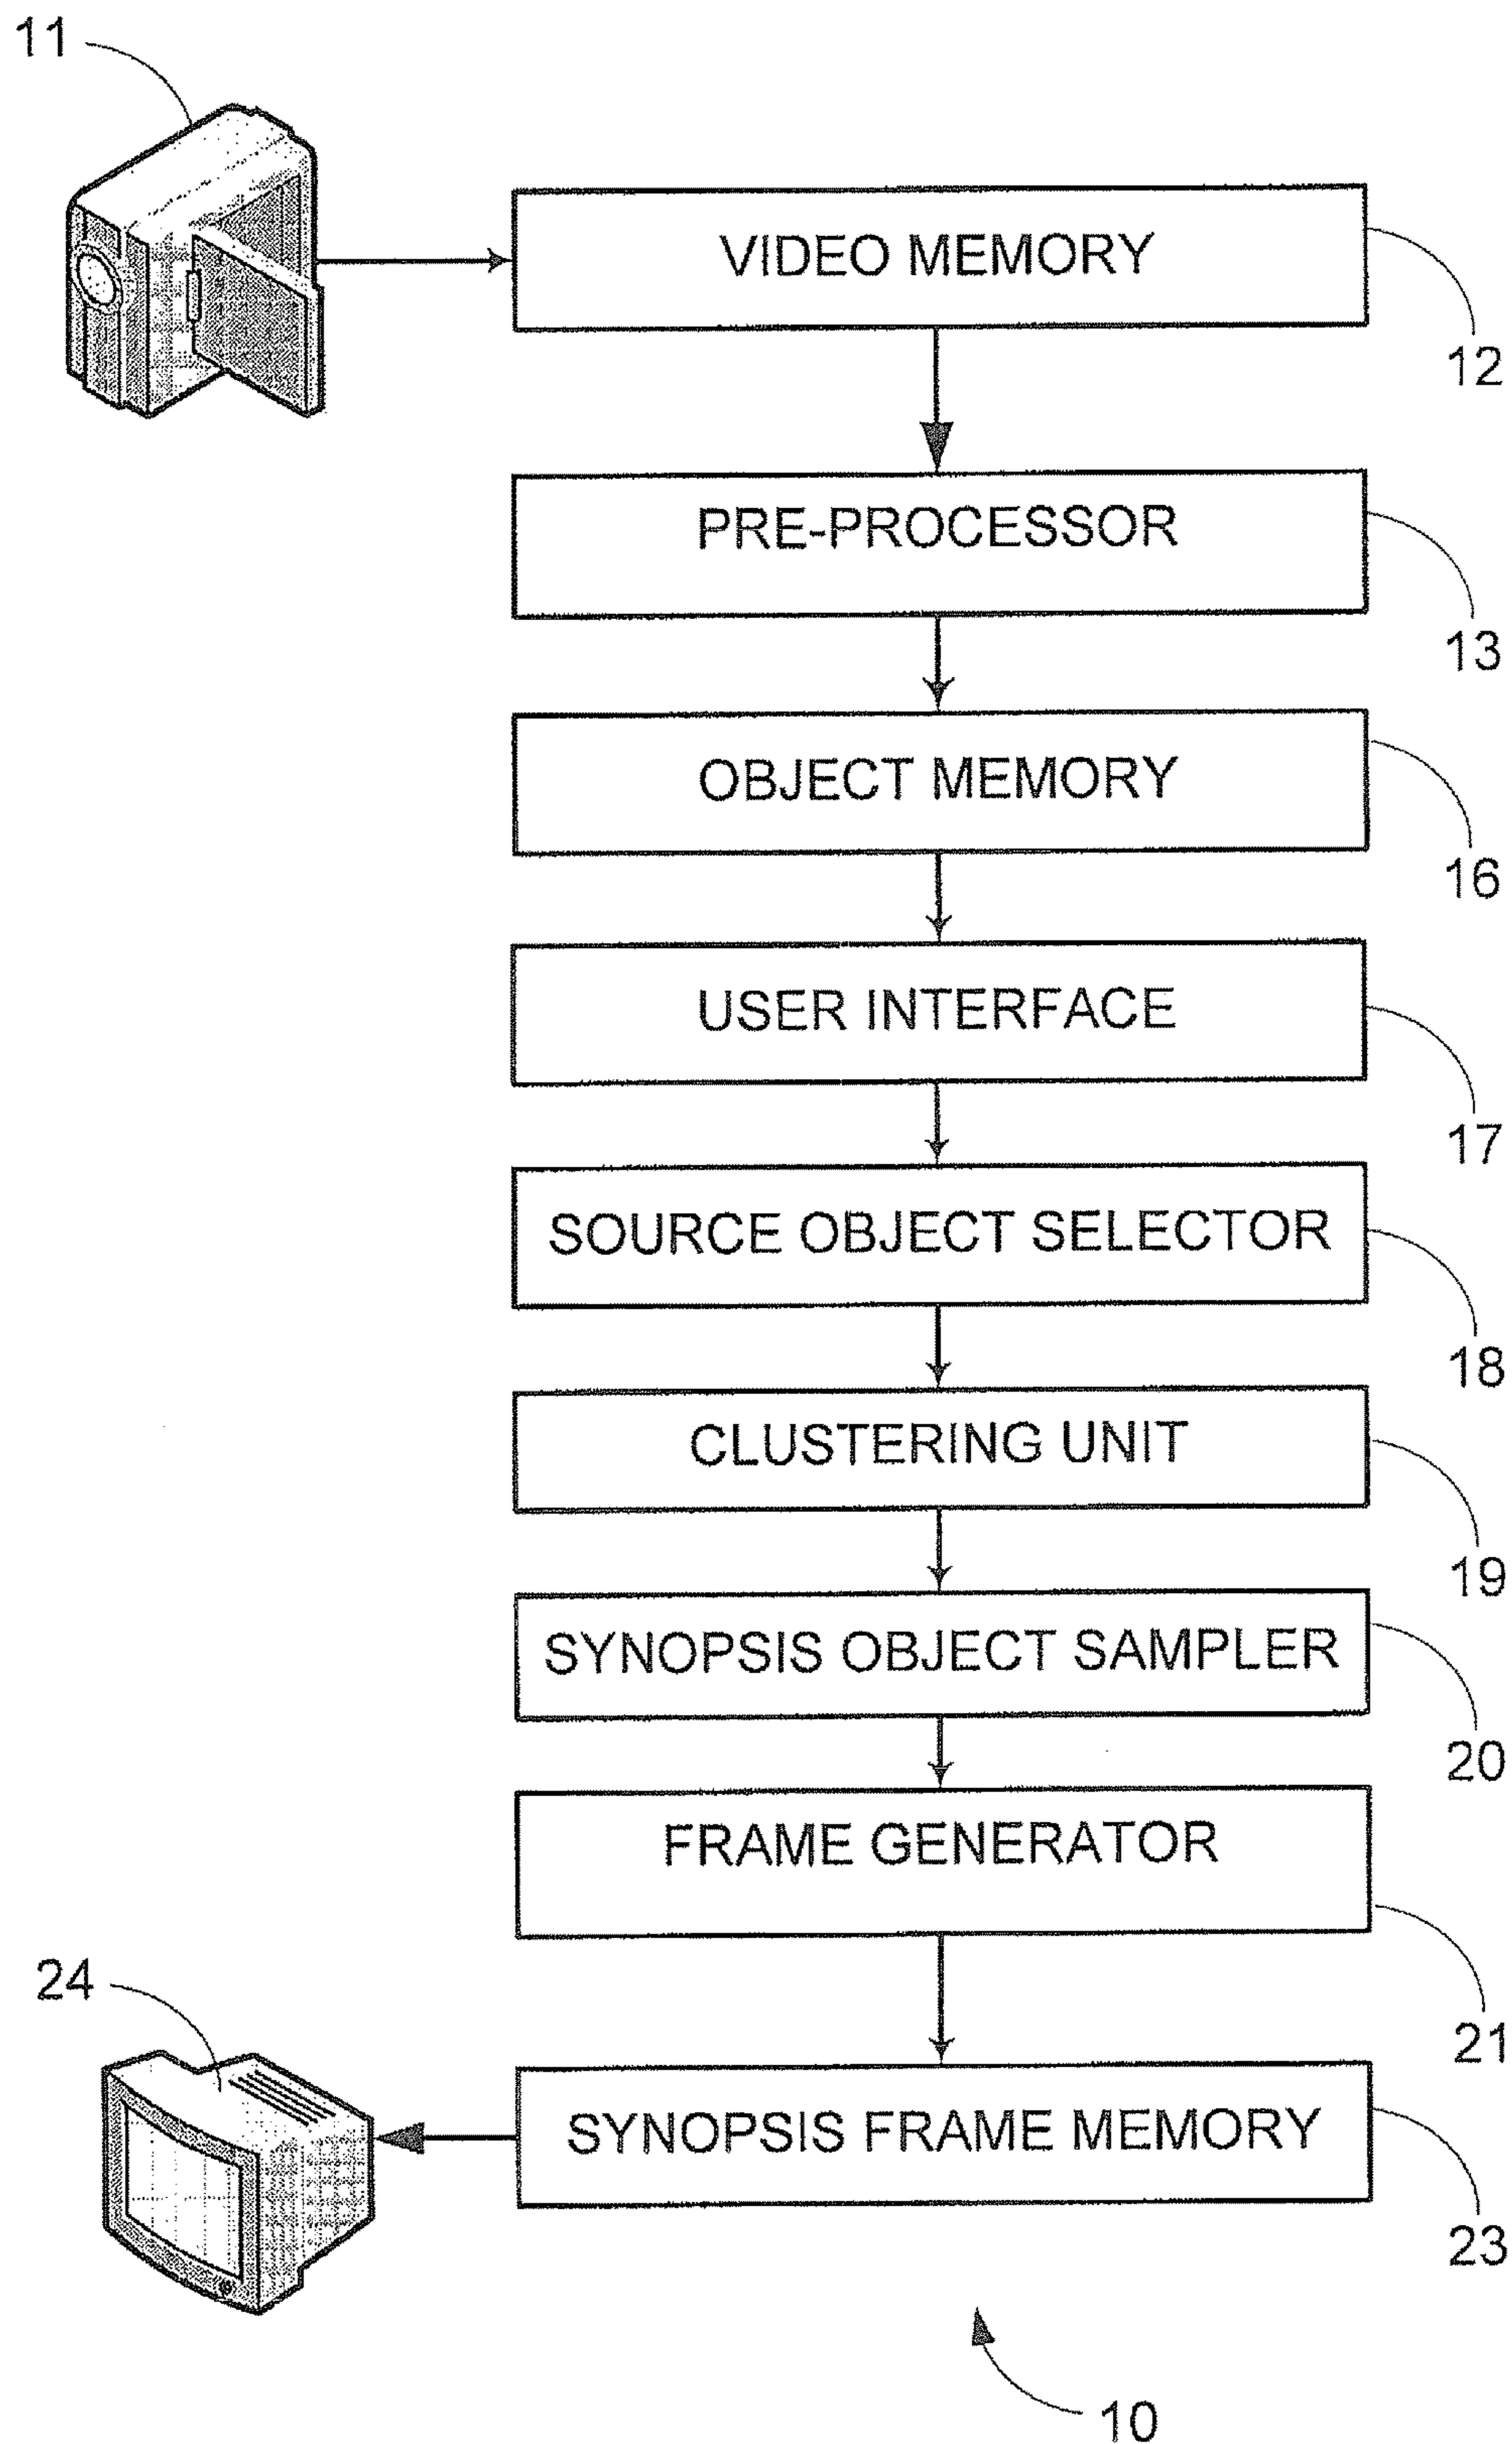 11
VIDEO MEMORY
12
PRE-PROCESSOR
13
OBJECT MEMORY
16
USER INTERFACE
17
SOURCE OBJECT SELECTOR
18
CLUSTERING UNIT
19
SYNOPSIS OBJECT SAMPLER
20
FRAME GENERATOR
21
24
SYNOPSIS FRAME MEMORY
23
10